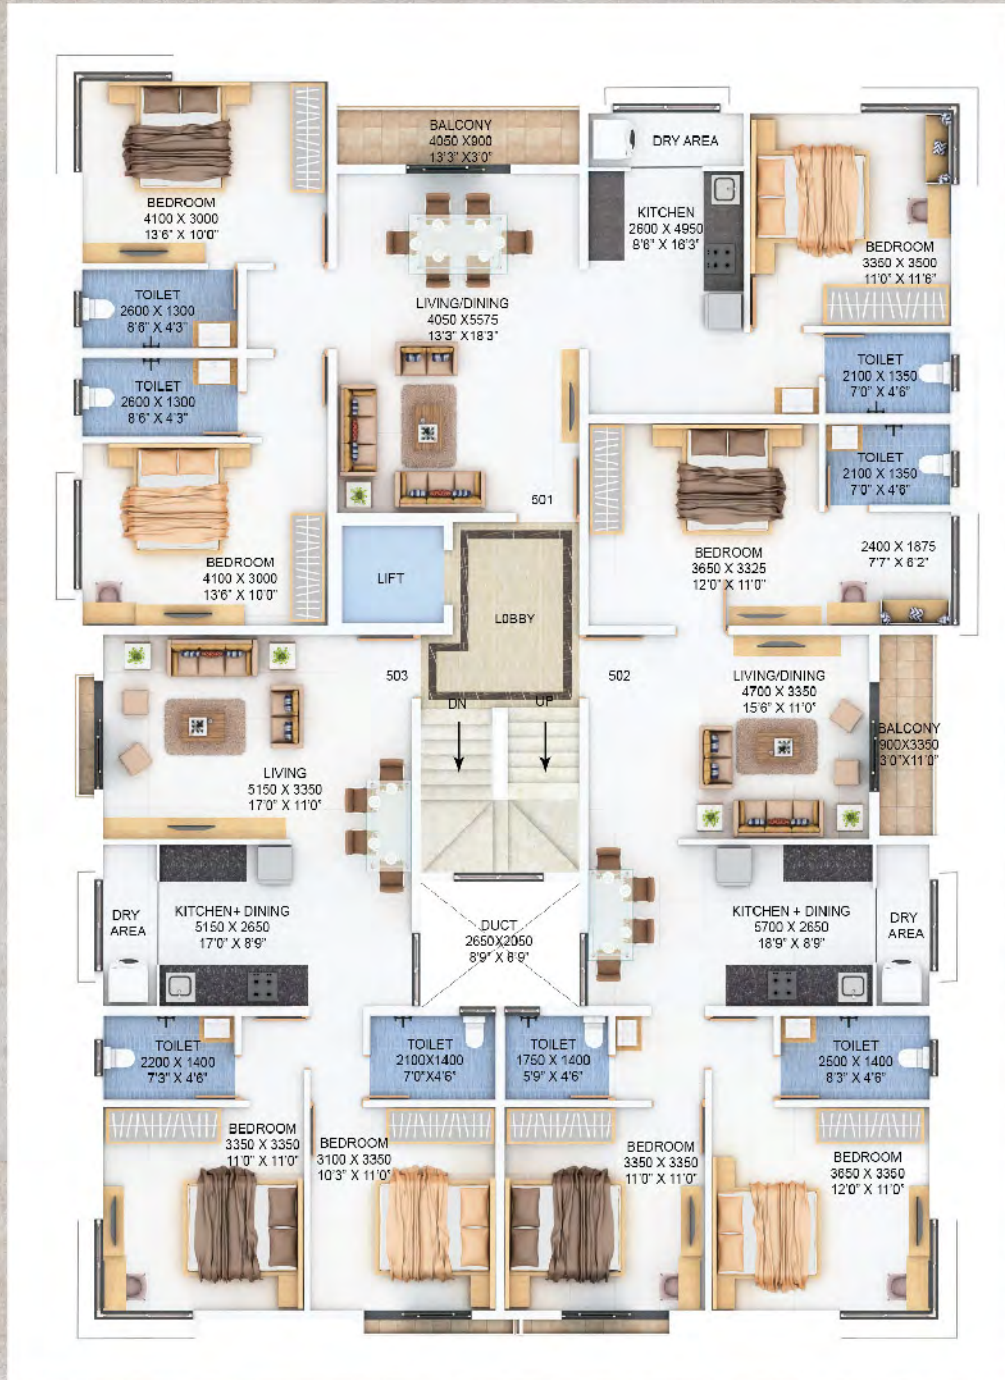 BALCONY
4050 X900
13'3" X3'0"
DRY AREA
BEDROOM
4100 X 3000
13'6" X 10'0"
KITCHEN
2600 X 4950
8'6" X 16'3"
BEDROOM
3350 X 3500
11'0" X 11'6"
TOILET
2600 X 1300
8'6" X 4'3"
LIVING/DINING
4050 X5575
13'3" X18'3"
TOILET
2600 X 1300
8'6" X 4'3"
TOILET
2100 X 1350
7'0" X 4'6"
TOILET
2100 X 1350
7'0" X 4'6"
501
BEDROOM
4100 X 3000
13'6" X 10'0"
LIFT
LOBBY
BEDROOM
3650 X 3325
12'0" X 11'0"
2400 X 1875
7'7" X 6'2"
503
502
DN
UP
LIVING/DINING
4700 X 3350
15'6" X 11'0"
BALCONY
900X3350
3'0"X11'0"
LIVING
5150 X 3350
17'0" X 11'0"
DRY
AREA
KITCHEN+ DINING
5150 X 2650
17'0" X 8'9"
DUCT
2650X2050
8'9" X 6'9"
KITCHEN + DINING
5700 X 2650
18'9" X 8'9"
DRY
AREA
TOILET
2200 X 1400
7'3" X 4'6"
TOILET
2100X1400
7'0"X4'6"
TOILET
1750 X 1400
5'9" X 4'6"
TOILET
2500 X 1400
8'3" X 4'6"
BEDROOM
3350 X 3350
11'0" X 11'0"
BEDROOM
3100 X 3350
10'3" X 11'0"
BEDROOM
3350 X 3350
11'0" X 11'0"
BEDROOM
3650 X 3350
12'0" X 11'0"